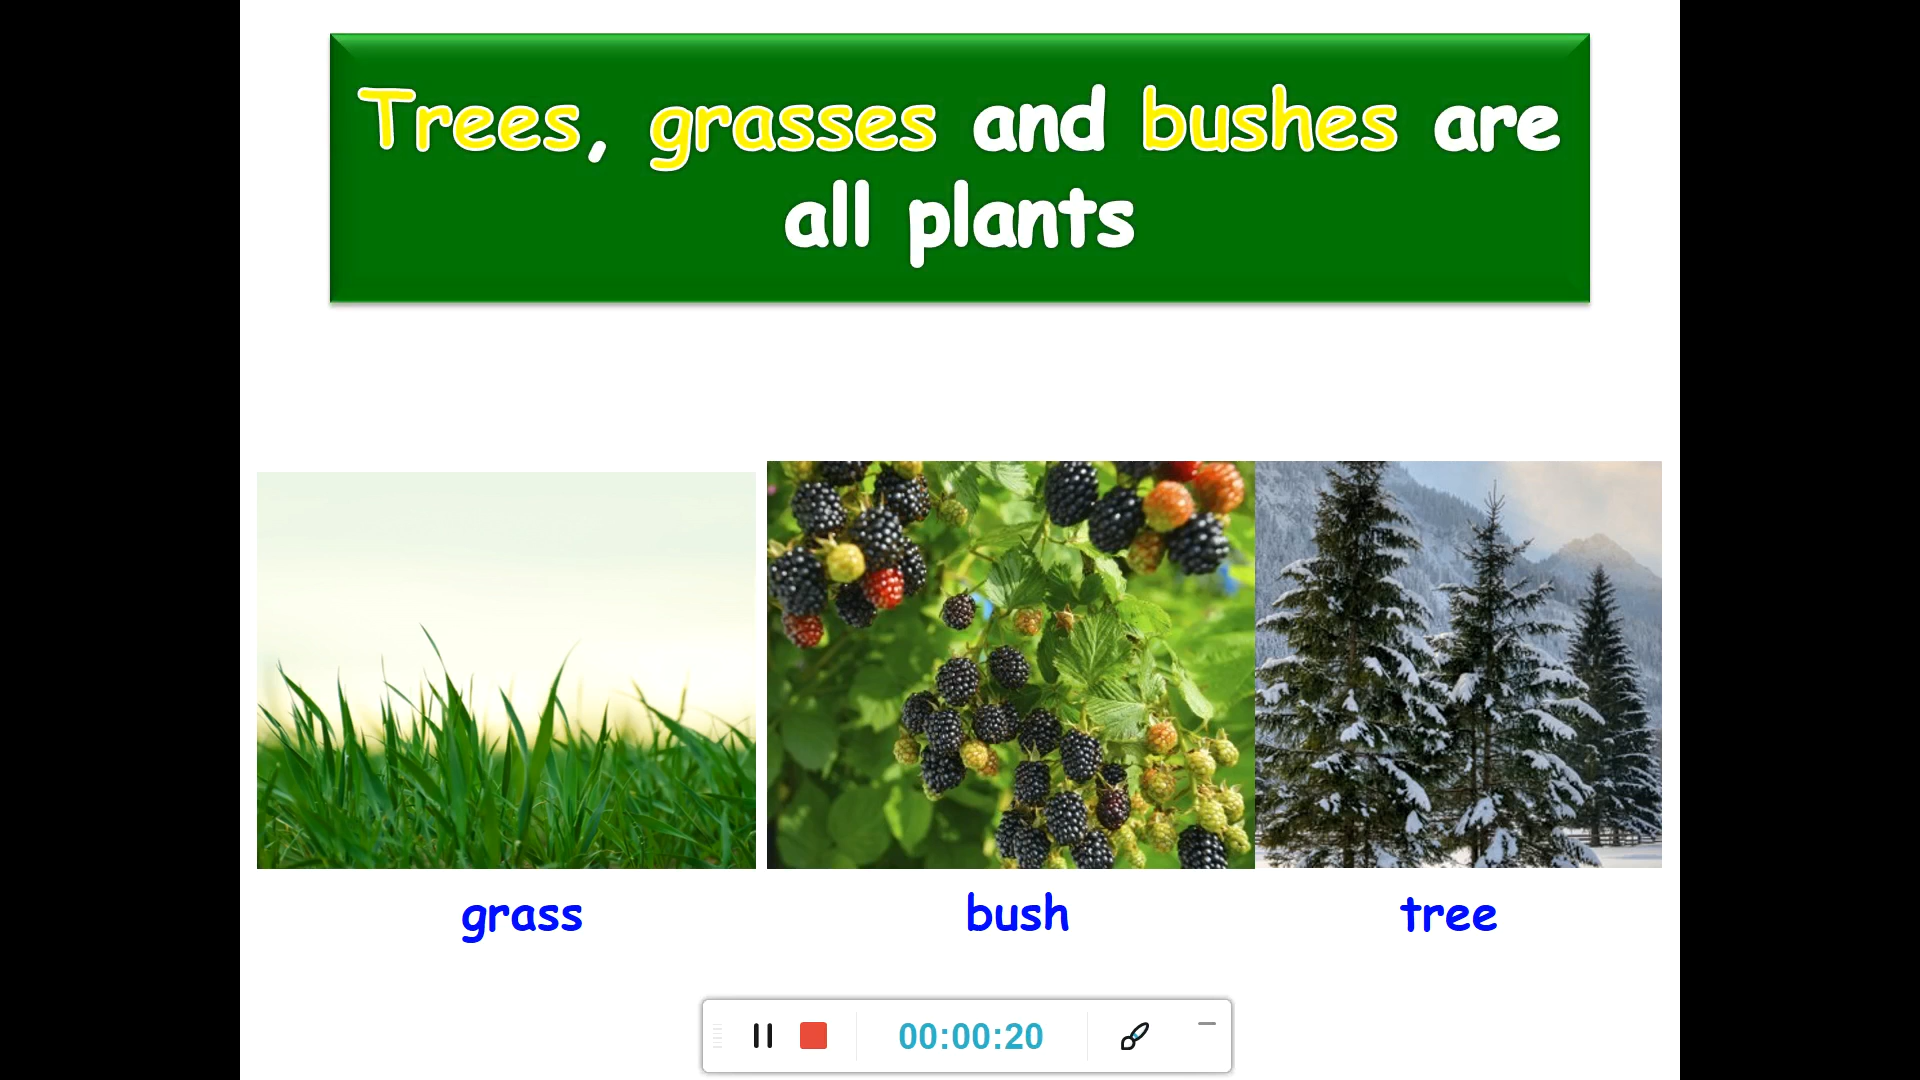 Trees, grasses and bushes are
all plants
grass
bush
tree
00:00:20